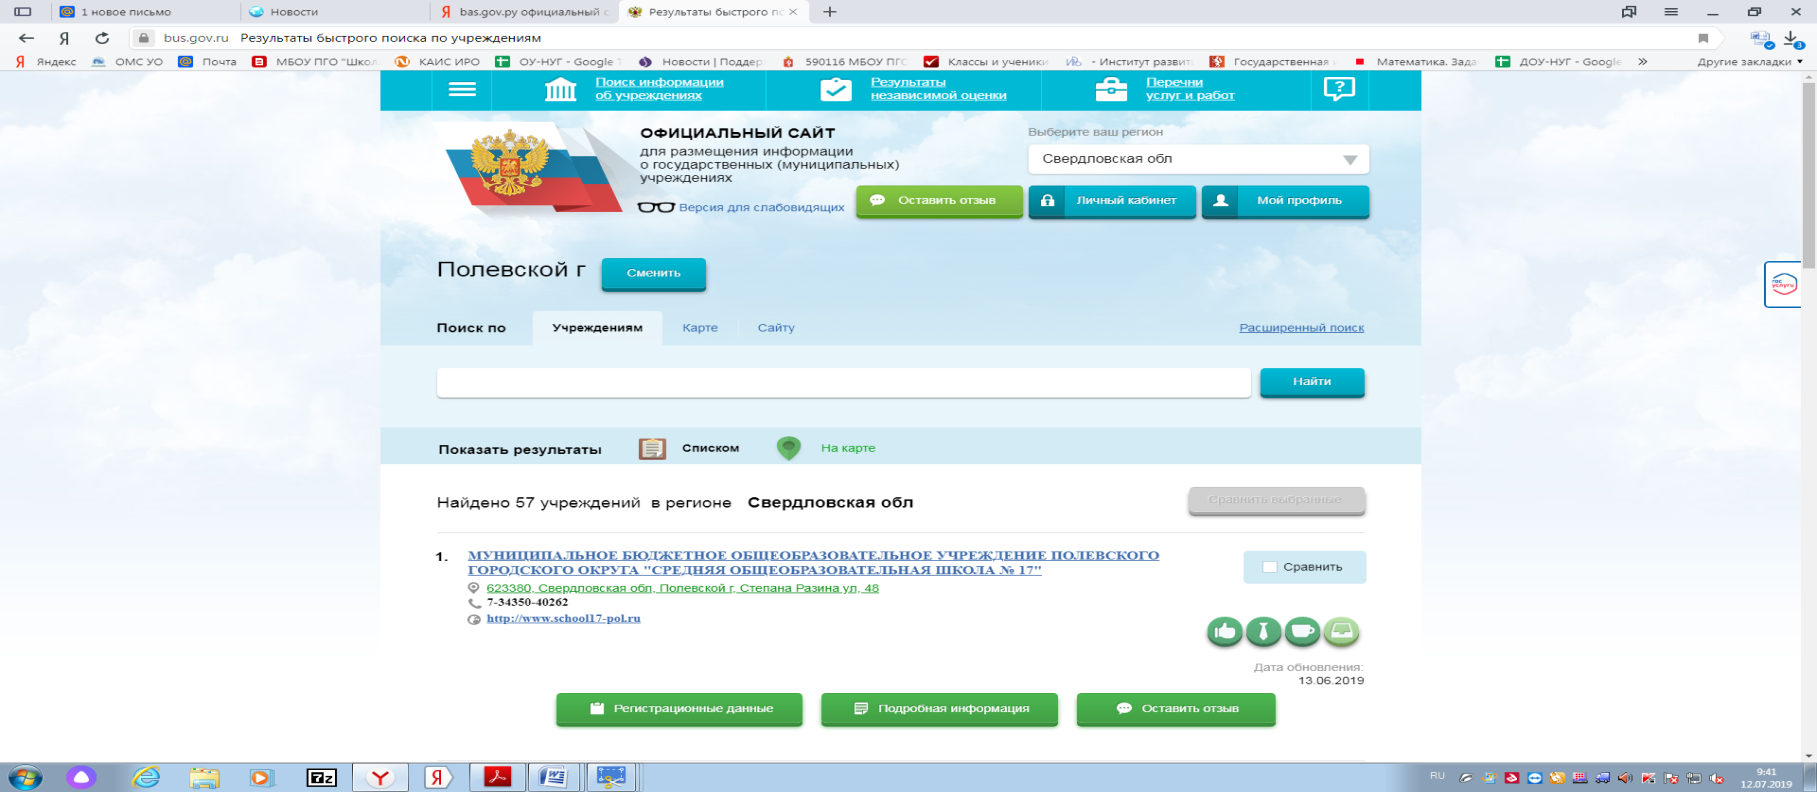 1 новое письмо
Новости
bas.gov.ру официальный с
Результаты быстрого по
bus.gov.ru Результаты быстрого поиска по учреждениям
Яндекс
ОМС УО
Почта
МБОУ ПГО "Школ
КАИС ИРО
ОУ-НУГ - Google Т
Новости | Поддер
590116 МБОУ ПГО
Классы и ученики
- Институт развит
Государственная
Математика. Зада
ДОУ-НУГ - Google
»
Другие закладки
Поиск информации
об учреждениях
Результаты
независимой оценки
Перечни
услуг и работ
ОФИЦИАЛЬНЫЙ САЙТ
для размещения информации
о государственных (муниципальных)
учреждениях
Версия для слабовидящих
Выберите ваш регион
Свердловская обл
Оставить отзыв
Личный кабинет
Мой профиль
гос
услуги
Полевской г
Сменить
Поиск по
Учреждениям
Карте
Сайту
Расширенный поиск
Найти
Показать результаты
Списком
На карте
Найдено 57 учреждений в регионе Свердловская обл
Сравнить выбранные
1. МУНИЦИПАЛЬНОЕ БЮДЖЕТНОЕ ОБЩЕОБРАЗОВАТЕЛЬНОЕ УЧРЕЖДЕНИЕ ПОЛЕВСКОГО
ГОРОДСКОГО ОКРУГА "СРЕДНЯЯ ОБЩЕОБРАЗОВАТЕЛЬНАЯ ШКОЛА № 17"
Сравнить
623380, Свердловская обл, Полевской г, Степана Разина ул, 48
7-34350-40262
http://www.school17-pol.ru
Дата обновления:
13.06.2019
Регистрационные данные
Подробная информация
Оставить отзыв
RU
9:41
12.07.2019